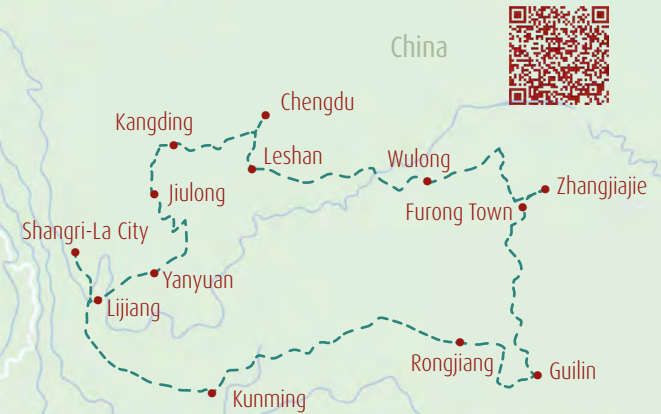 China
Chengdu
Kangding
Leshan
Wulong
Zhangjiajie
Jiulong
Furong Town
Shangri-La City
Yanyuan
Lijiang
Rongjiang
Guilin
Kunming